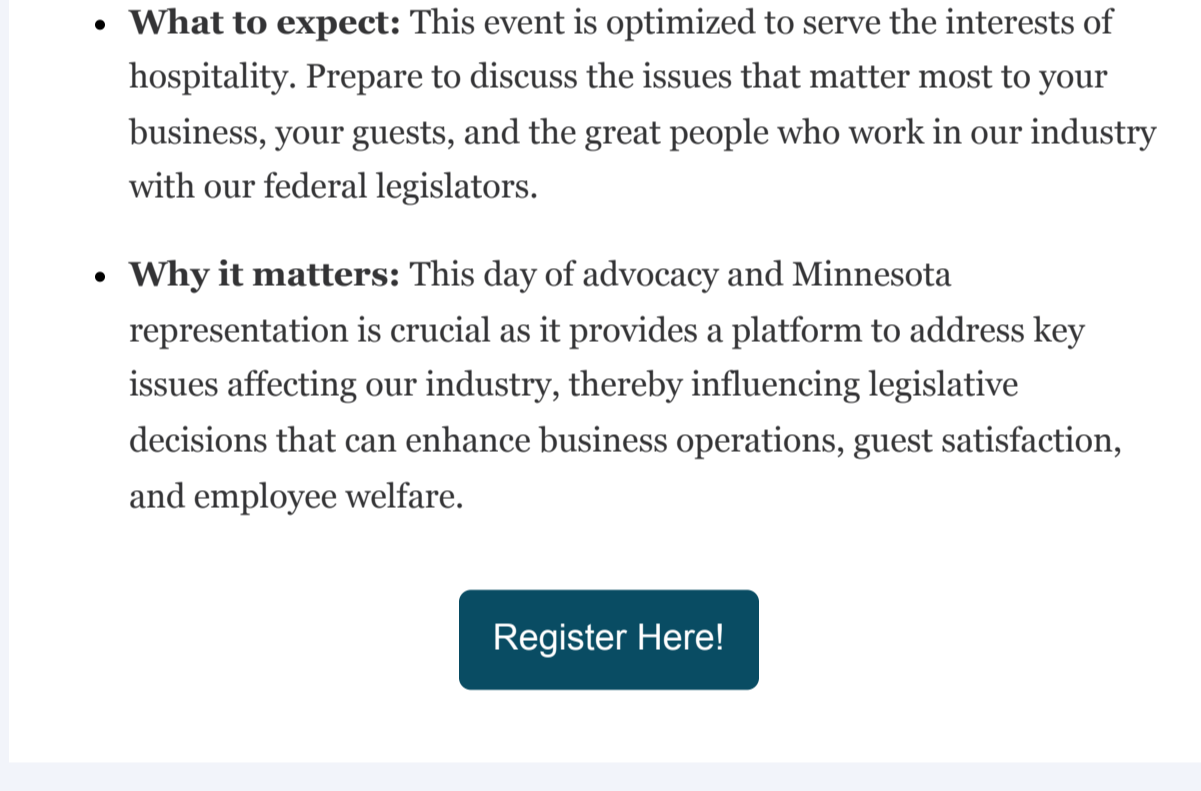 • What to expect: This event is optimized to serve the interests of
hospitality. Prepare to discuss the issues that matter most to your
business, your guests, and the great people who work in our industry
with our federal legislators.
• Why it matters: This day of advocacy and Minnesota
representation is crucial as it provides a platform to address key
issues affecting our industry, thereby influencing legislative
decisions that can enhance business operations, guest satisfaction,
and employee welfare.
Register Here!